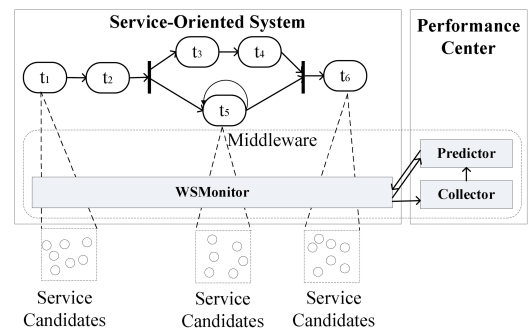 Service-Oriented System
Performance
Center
t3
t4
t1
t2
t6
t5
Middleware
Predictor
WSMonitor
Collector
Service
Candidates
Service
Candidates
Service
Candidates